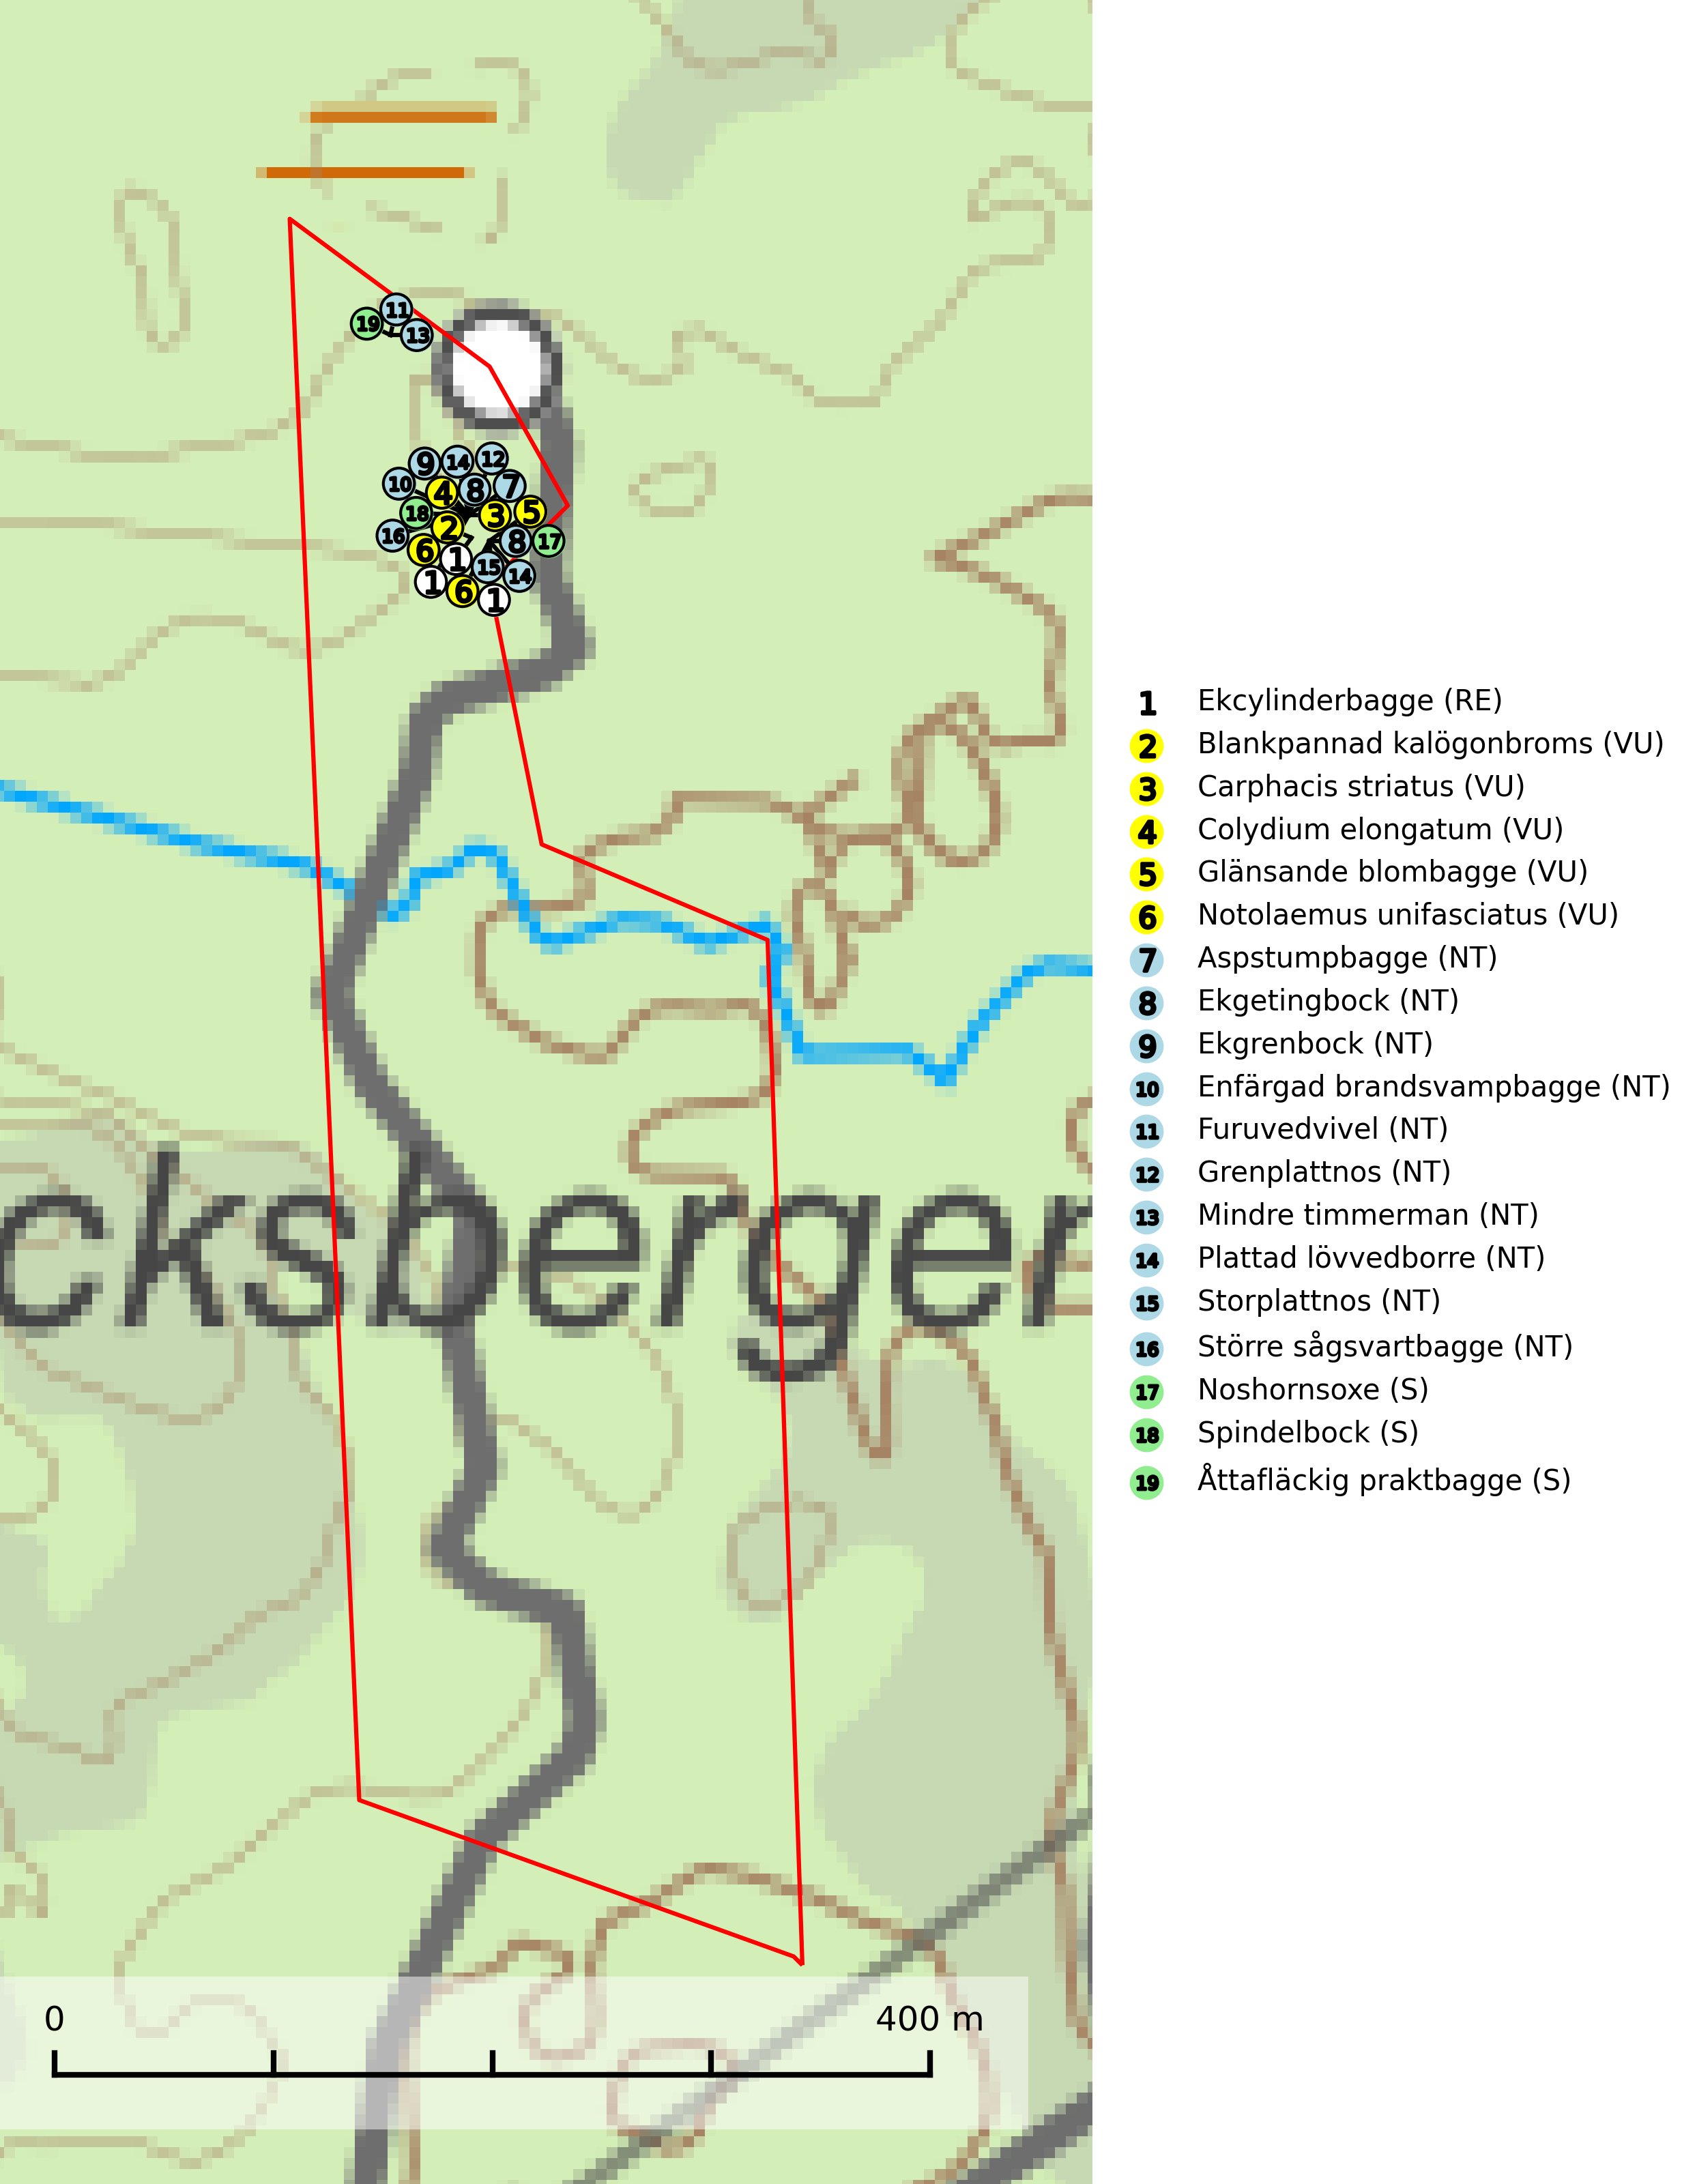 11
19
13
9
14
12
10
4
8
7
18
3
5
2
16
8
17
6
1
15
14
1
6
1
cksberger
0
400 m
1 Ekcylinderbagge (RE)
2 Blankpannad kalögonbroms (VU)
3 Carphacis striatus (VU)
4 Colydium elongatum (VU)
5 Glänsande blombagge (VU)
6 Notolaemus unifasciatus (VU)
7 Aspstumpbagge (NT)
8 Ekgetingbock (NT)
9 Ekgrenbock (NT)
10 Enfärgad brandsvampbagge (NT)
11 Furuvedvivel (NT)
12 Grenplattnos (NT)
13 Mindre timmerman (NT)
14 Plattad lövvedborre (NT)
15 Storplattnos (NT)
16 Större sågsvartbagge (NT)
17 Noshornsoxe (S)
18 Spindelbock (S)
19 Åttafläckig praktbagge (S)